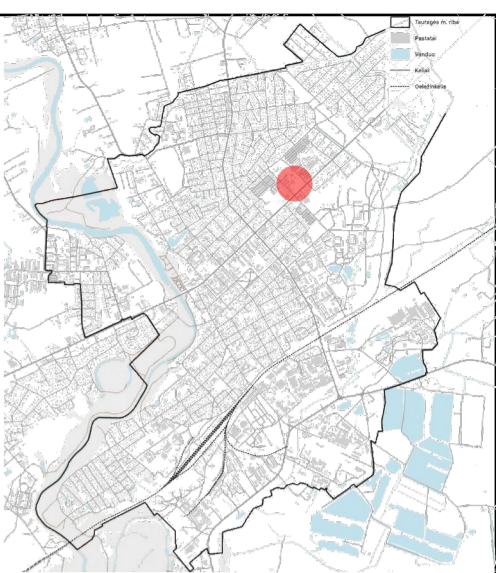 Tauragės m. riba
Pastatai
Vanduo
Keliai
Geležinkelis